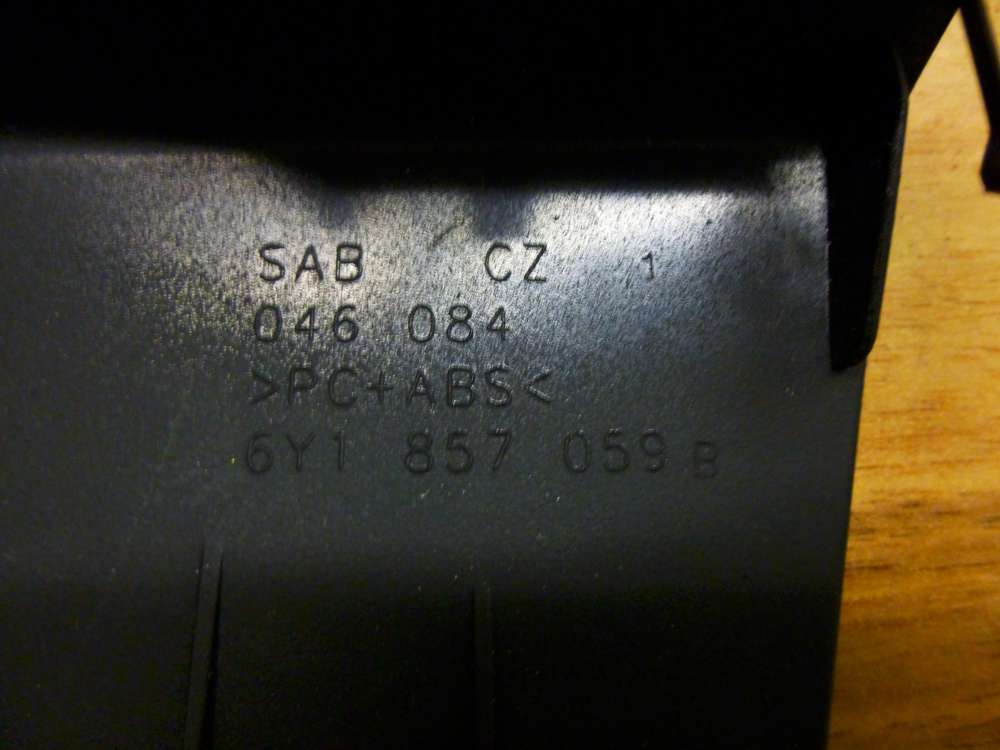 SAB CZ 1
046 084
>PC+ABS<
6Y1 857 059 B